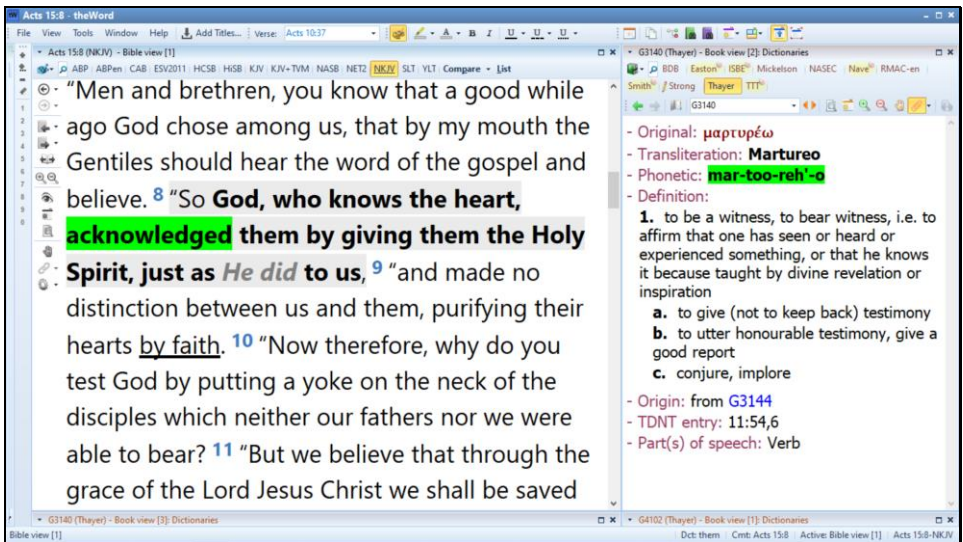 Acts 15:8 - theWord
File View Tools Window Help Add Titles... Verse: Acts 10:37
Acts 15:8 (NKJV) - Bible view [1]
ABP ABPen CAB ESV2011 HCSB HiSB KJV KJV+TVM NASB NET2 NKJV SLT YLT Compare List
“Men and brethren, you know that a good while
ago God chose among us, that by my mouth the
Gentiles should hear the word of the gospel and
believe. 8 “So God, who knows the heart,
acknowledged them by giving them the Holy
Spirit, just as He did to us, 9 “and made no
distinction between us and them, purifying their
hearts by faith. 10 “Now therefore, why do you
test God by putting a yoke on the neck of the
disciples which neither our fathers nor we were
able to bear? 11 “But we believe that through the
grace of the Lord Jesus Christ we shall be saved
G3140 (Thayer) - Book view [3]: Dictionaries
Bible view [1]
G3140 (Thayer) - Book view [2]: Dictionaries
BDB Easton ISBE Mickelson NASEC Nave RMAC-en
Smith Strong Thayer TTT
G3140
- Original: μαρτυρέω
- Transliteration: Martureo
- Phonetic: mar-too-reh'-o
- Definition:
1. to be a witness, to bear witness, i.e. to
affirm that one has seen or heard or
experienced something, or that he knows
it because taught by divine revelation or
inspiration
a. to give (not to keep back) testimony
b. to utter honourable testimony, give a
good report
c. conjure, implore
- Origin: from G3144
- TDNT entry: 11:54,6
- Part(s) of speech: Verb
G4102 (Thayer) - Book view [1]: Dictionaries
Dct: them Cmt: Acts 15:8 Active: Bible view [1] Acts 15:8-NKJV